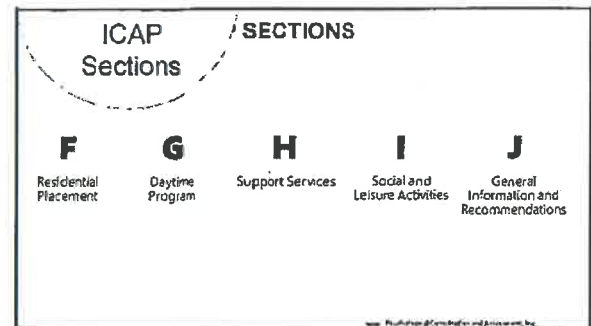 ICAP
Sections
SECTIONS
F
Residential
Placement
G
Daytime
Program
H
Support Services
I
Social and
Leisure Activities
J
General
Information and
Recommendations